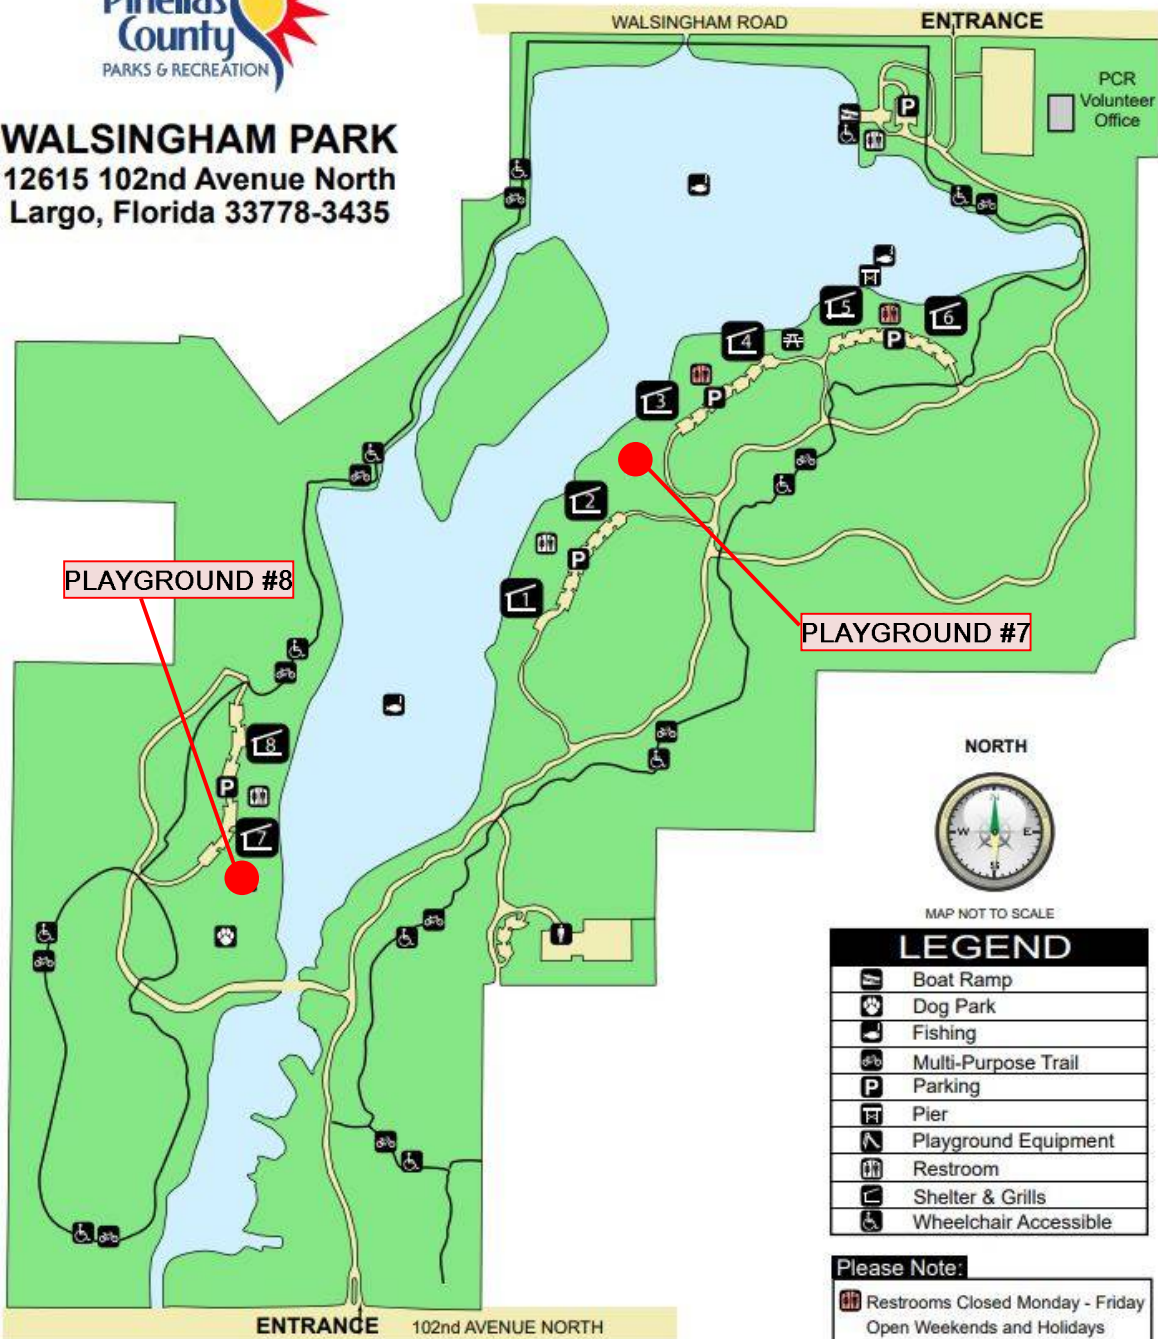 Pinellas
County
PARKS & RECREATION
WALSINGHAM PARK
12615 102nd Avenue North
Largo, Florida 33778-3435
WALSINGHAM ROAD
ENTRANCE
PCR
Volunteer
Office
P
5
6
4
P
3
P
2
P
1
PLAYGROUND #8
PLAYGROUND #7
8
P
7
NORTH
N
W E
S
MAP NOT TO SCALE
LEGEND
Boat Ramp
Dog Park
Fishing
Multi-Purpose Trail
P Parking
Pier
Playground Equipment
Restroom
Shelter & Grills
Wheelchair Accessible
Please Note:
Restrooms Closed Monday - Friday
Open Weekends and Holidays
ENTRANCE
102nd AVENUE NORTH